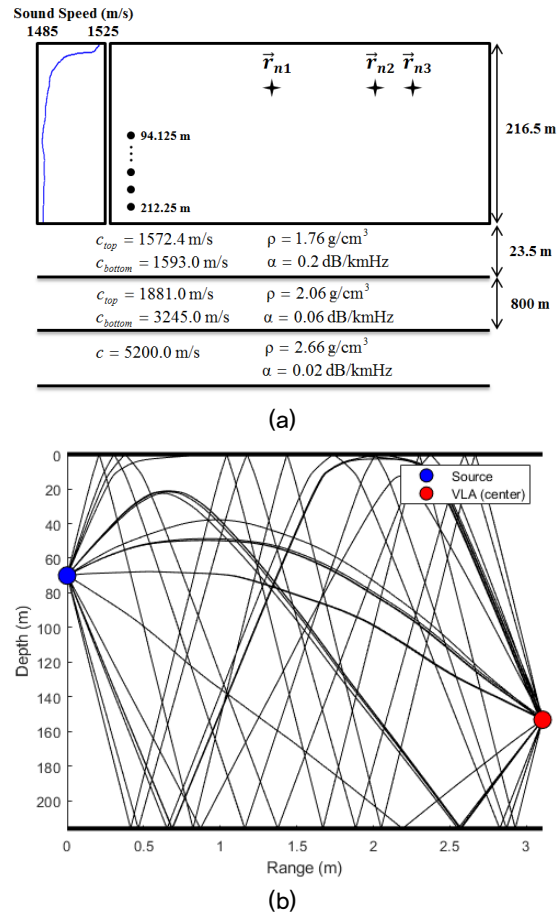 Sound Speed (m/s)
1485 1525
r⃗n1 r⃗n2 r⃗n3
94.125 m
216.5 m
212.25 m
ctop = 1572.4 m/s ρ = 1.76 g/cm³
cbottom = 1593.0 m/s α = 0.2 dB/kmHz
23.5 m
ctop = 1881.0 m/s ρ = 2.06 g/cm³
cbottom = 3245.0 m/s α = 0.06 dB/kmHz
800 m
c = 5200.0 m/s ρ = 2.66 g/cm³
α = 0.02 dB/kmHz
(a)
0
20
40
60
80
100
120
140
160
180
200
Depth (m)
Source
VLA (center)
0 0.5 1 1.5 2 2.5 3
Range (m)
(b)